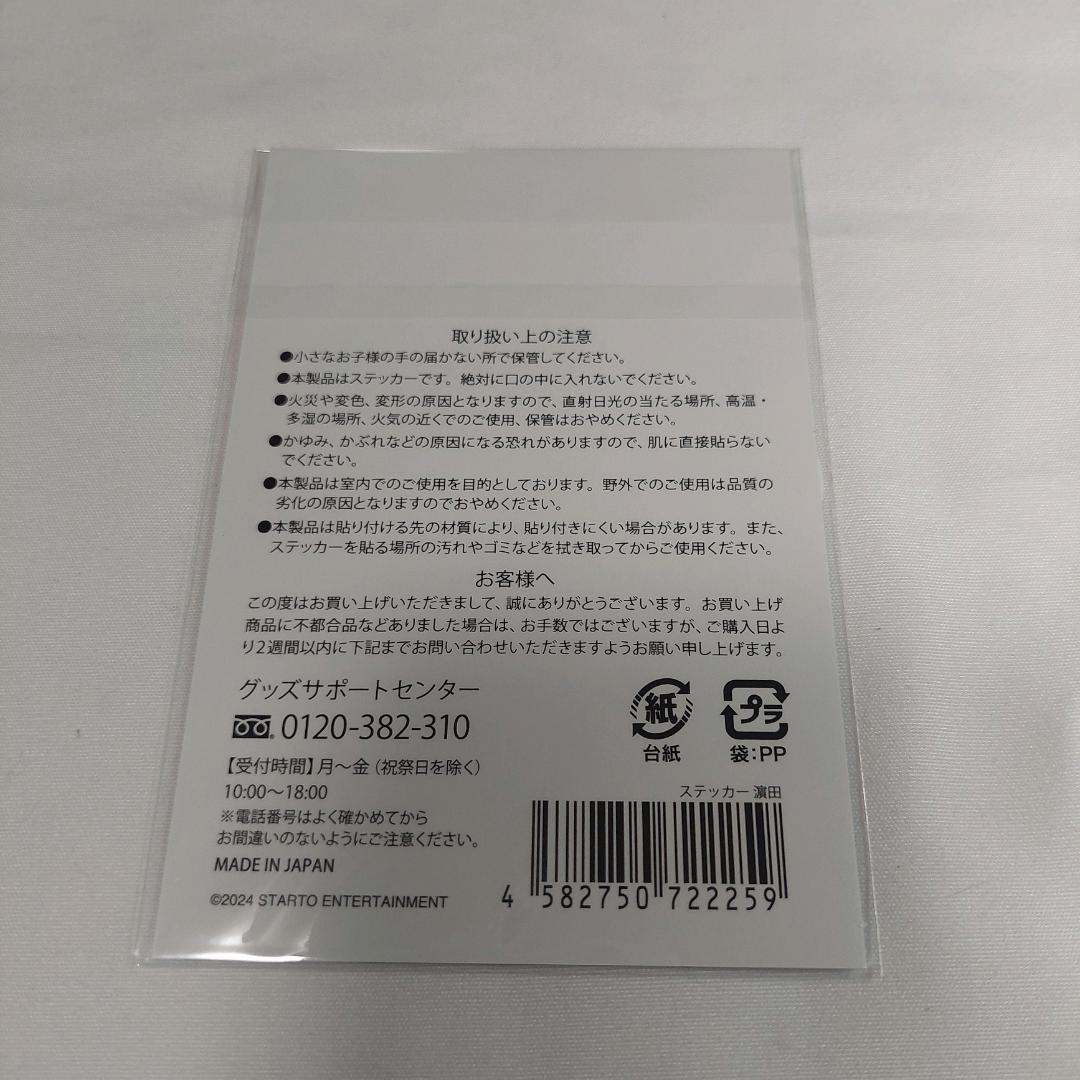 取り扱い上の注意
●小さなお子様の手の届かない所で保管してください。
●本製品はステッカーです。絶対に口の中に入れないでください。
●火災や変色、変形の原因となりますので、直射日光の当たる場所、高温・
多湿の場所、火気の近くでのご使用、保管はおやめください。
●かゆみ、かぶれなどの原因になる恐れがありますので、肌に直接貼らない
でください。
●本製品は室内でのご使用を目的としております。野外でのご使用は品質の
劣化の原因となりますのでおやめください。
●本製品は貼り付ける先の材質により、貼り付きにくい場合があります。また、
ステッカーを貼る場所の汚れやゴミなどを拭き取ってからご使用ください。
お客様へ
この度はお買い上げいただきまして、誠にありがとうございます。お買い上げ
商品に不都合品などありました場合は、お手数ではございますが、ご購入日よ
り2週間以内に下記までお問い合わせいただきますようお願い申し上げます。
グッズサポートセンター
0120-382-310
【受付時間】月～金（祝祭日を除く）
10:00～18:00
※電話番号はよく確かめてから
お間違いのないようにご注意ください。
MADE IN JAPAN
©2024 STARTO ENTERTAINMENT
紙
台紙
プラ
袋:PP
ステッカー 濵田
4 582750 722259